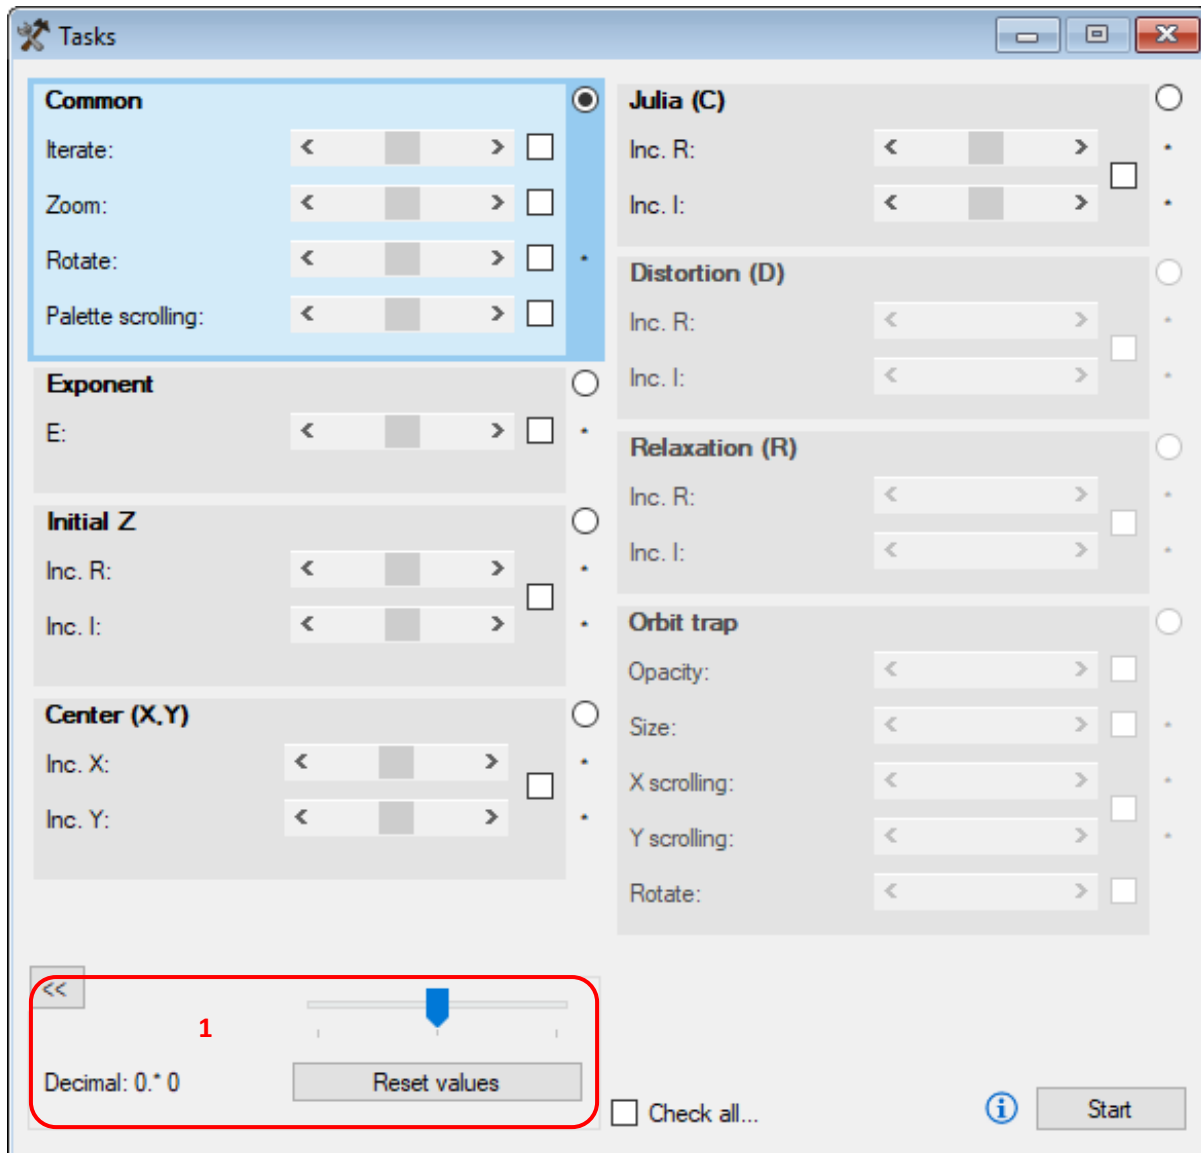 Tasks
Common
Iterate:
Zoom:
Rotate:
*
Palette scrolling:
Exponent
E:
*
Initial Z
Inc. R:
*
Inc. I:
*
Center (X,Y)
Inc. X:
*
Inc. Y:
*
Julia (C)
Inc. R:
*
Inc. I:
*
Distortion (D)
Inc. R:
*
Inc. I:
*
Relaxation (R)
Inc. R:
*
Inc. I:
*
Orbit trap
Opacity:
Size:
*
X scrolling:
*
Y scrolling:
*
Rotate:
<<
1
Decimal: 0.* 0
Reset values
Check all...
Start